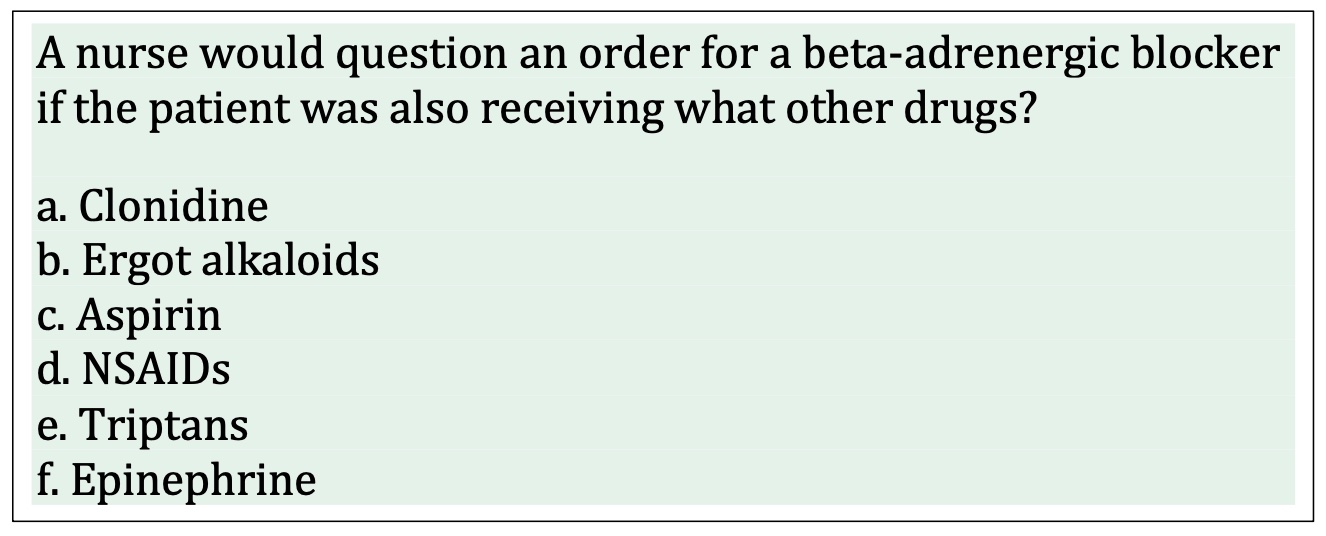 A nurse would question an order for a beta-adrenergic blocker
if the patient was also receiving what other drugs?
a. Clonidine
b. Ergot alkaloids
c. Aspirin
d. NSAIDs
e. Triptans
f. Epinephrine